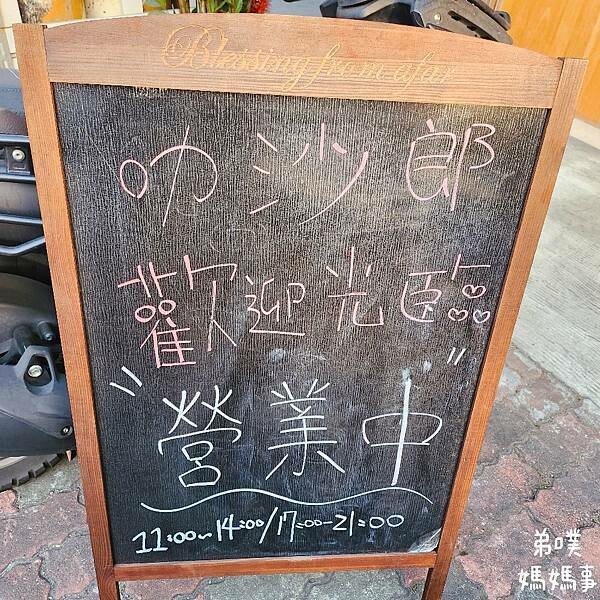 Blessing from afar
叻沙郎
歡迎光臨
營業中
11:00~14:00/17:00-21:00
弟噗
媽媽事